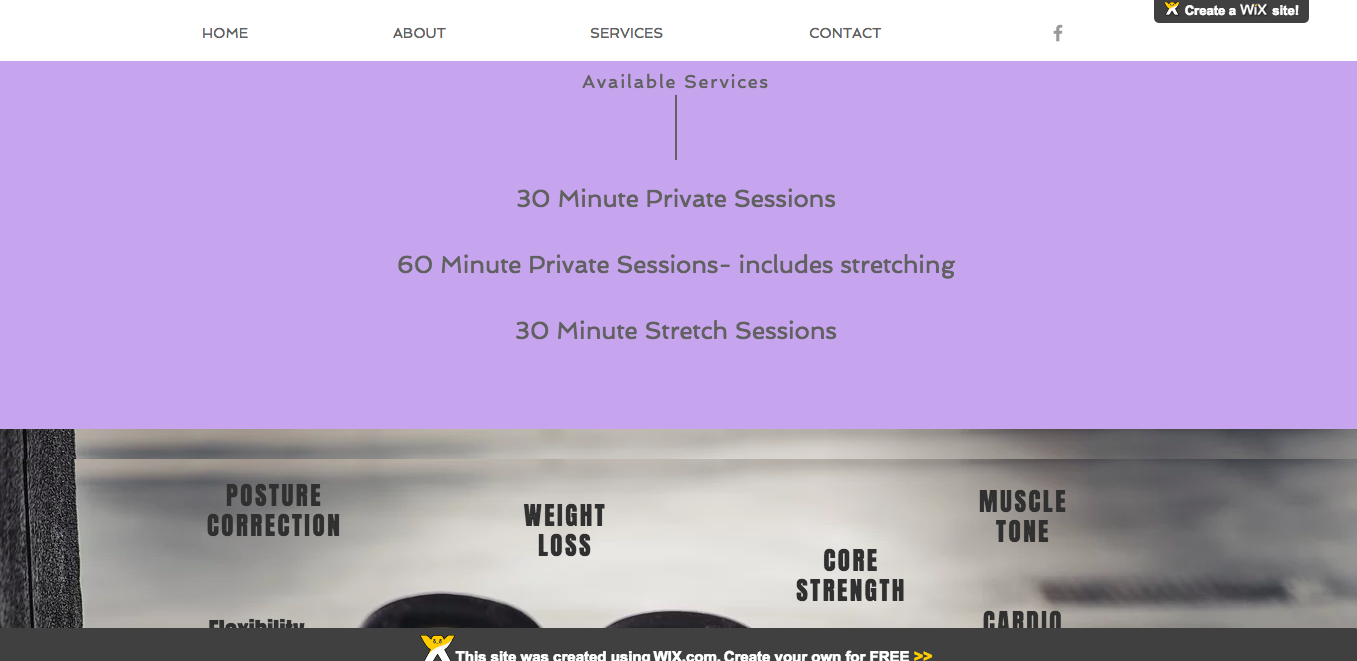 Create a WiX site!
HOME ABOUT SERVICES CONTACT f
Available Services
30 Minute Private Sessions
60 Minute Private Sessions- includes stretching
30 Minute Stretch Sessions
POSTURE
CORRECTION
WEIGHT
LOSS
MUSCLE
TONE
CORE
STRENGTH
Flexibility
CARDIO
This site was created using WIX.com. Create your own for FREE >>